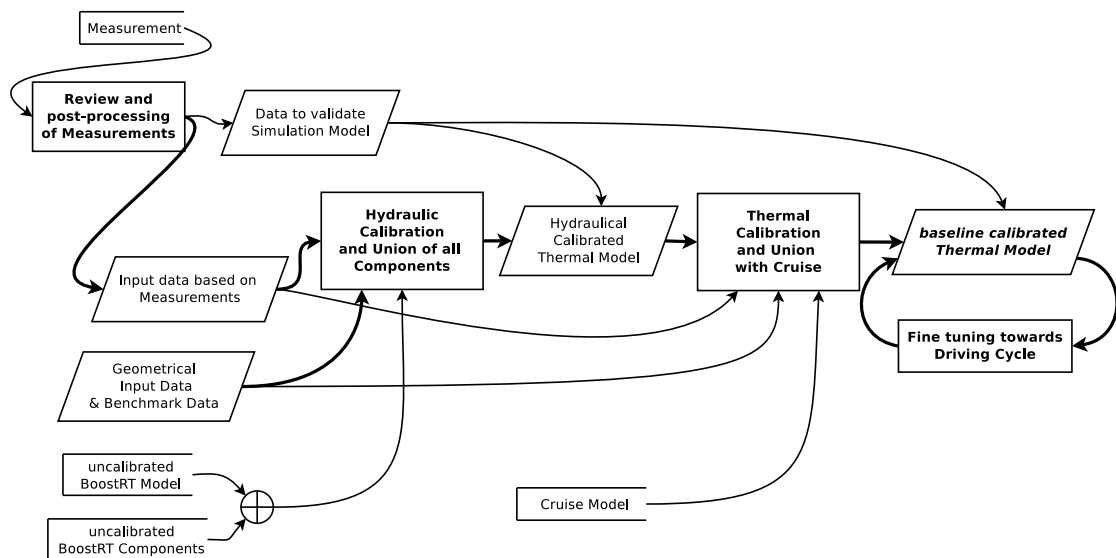 Measurement
Review and
post-processing
of Measurements
Data to validate
Simulation Model
Hydraulic
Calibration
and Union of all
Components
Hydraulical
Calibrated
Thermal Model
Thermal
Calibration
and Union
with Cruise
baseline calibrated
Thermal Model
Input data based on
Measurements
Fine tuning towards
Driving Cycle
Geometrical
Input Data
& Benchmark Data
uncalibrated
BoostRT Model
Cruise Model
uncalibrated
BoostRT Components